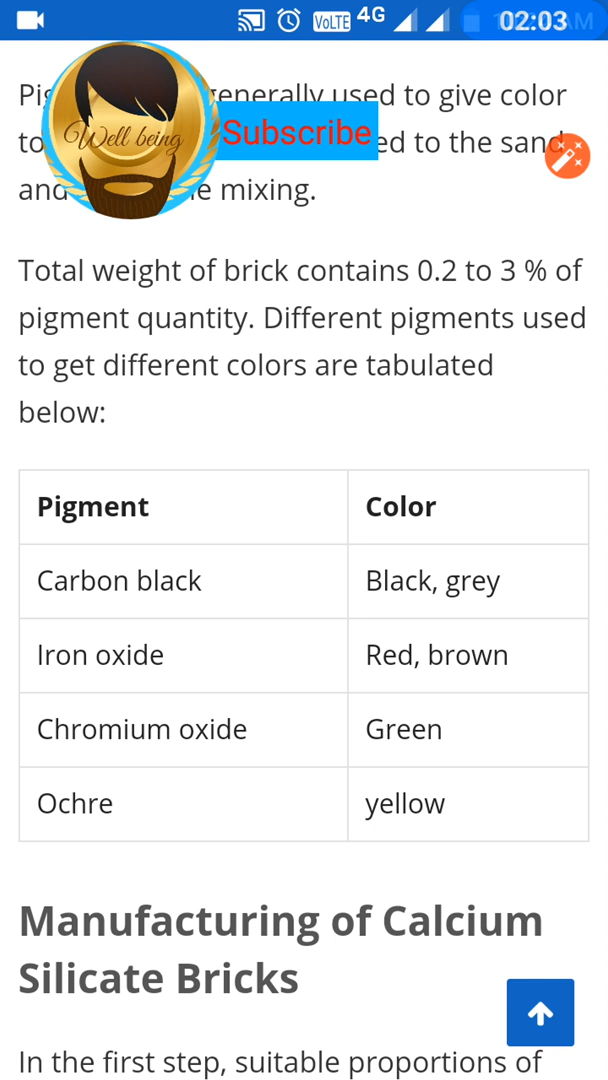 VoLTE 4G 02:03
generally used to give color
to ed to the sand
and mixing.
Well being
Subscribe
Total weight of brick contains 0.2 to 3 % of
pigment quantity. Different pigments used
to get different colors are tabulated
below:
Pigment Color
Carbon black Black, grey
Iron oxide Red, brown
Chromium oxide Green
Ochre yellow
Manufacturing of Calcium
Silicate Bricks
In the first step, suitable proportions of